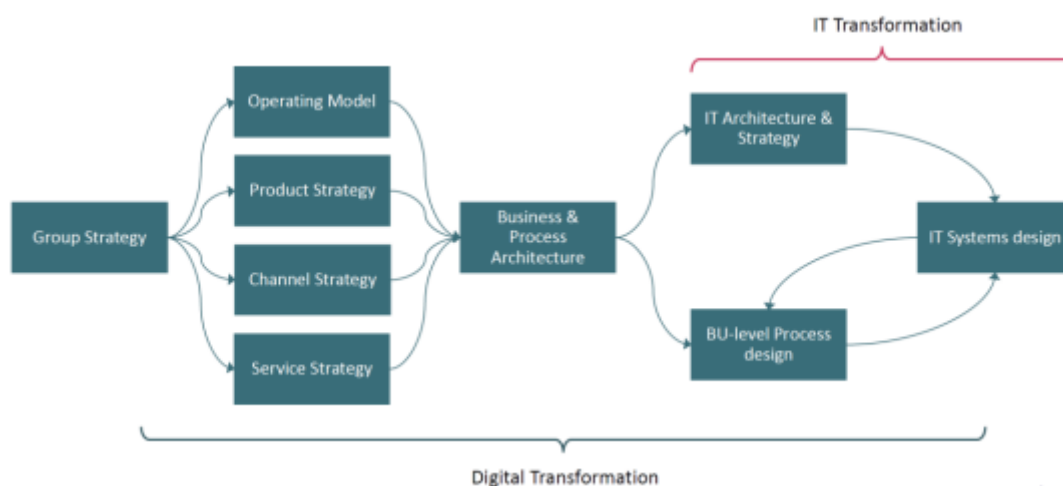 IT Transformation
Operating Model
IT Architecture &
Strategy
Product Strategy
Group Strategy
Business &
Process
Architecture
IT Systems design
Channel Strategy
BU-level Process
design
Service Strategy
Digital Transformation